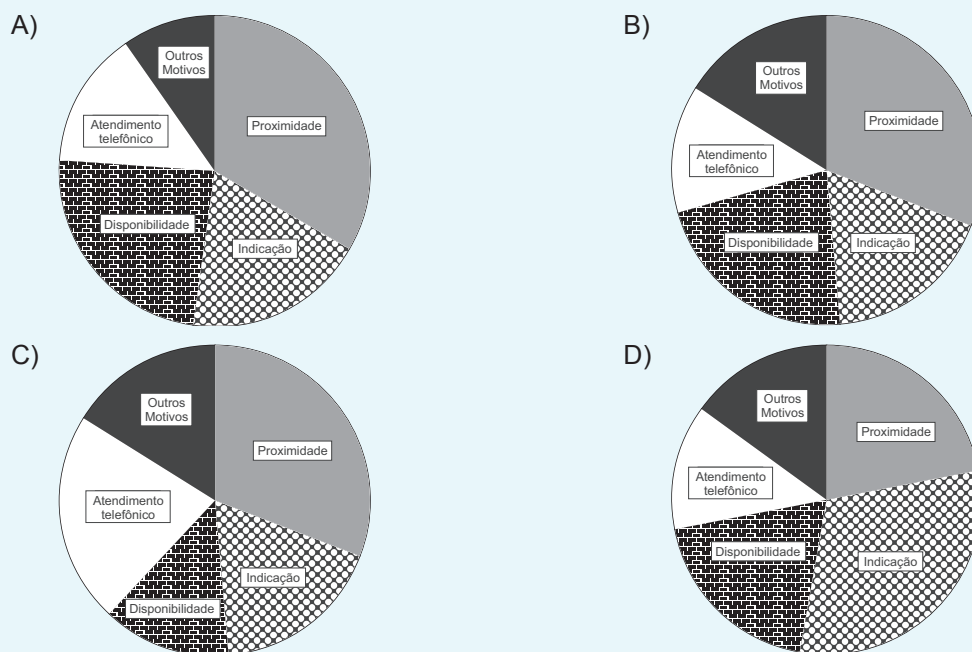 A)
Outros
Motivos
Proximidade
Atendimento
telefônico
Disponibilidade
Indicação
B)
Outros
Motivos
Proximidade
Atendimento
telefônico
Disponibilidade
Indicação
C)
Outros
Motivos
Proximidade
Atendimento
telefônico
Indicação
Disponibilidade
D)
Outros
Motivos
Proximidade
Atendimento
telefônico
Disponibilidade
Indicação